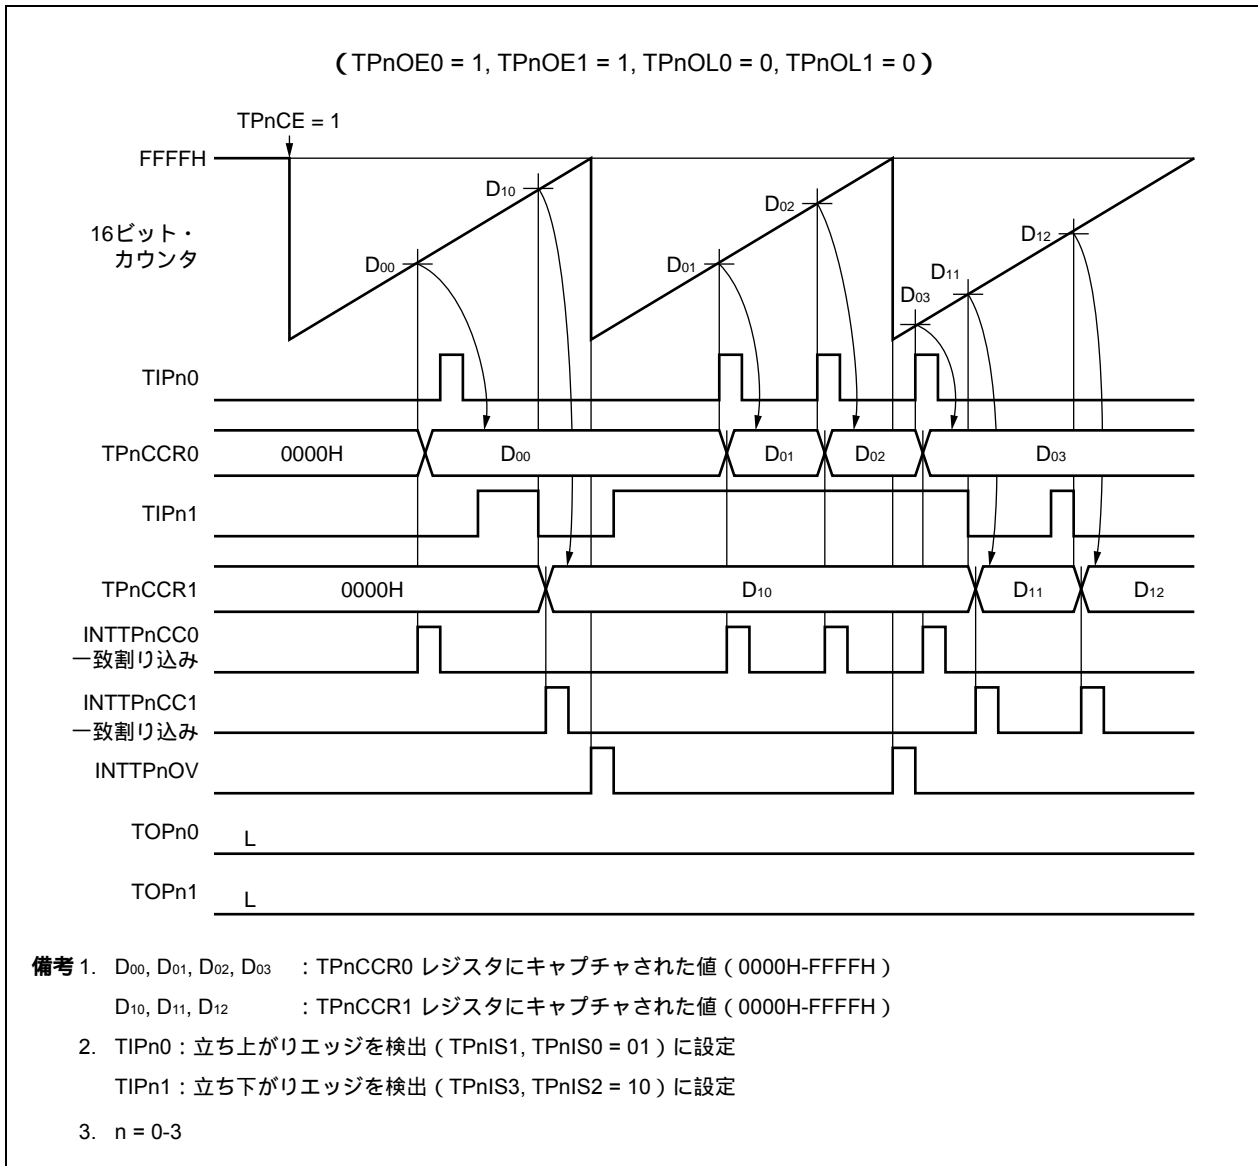 （TPnOE0 = 1, TPnOE1 = 1, TPnOL0 = 0, TPnOL1 = 0）
TPnCE = 1
FFFFH
16ビット・
カウンタ
D00
D10
D01
D02
D03
D11
D12
TIPn0
TPnCCR0
0000H
D00
D01
D02
D03
TIPn1
TPnCCR1
0000H
D10
D11
D12
INTTPnCC0
一致割り込み
INTTPnCC1
一致割り込み
INTTPnOV
TOPn0
L
TOPn1
L
備考 1. D00, D01, D02, D03 ：TPnCCR0 レジスタにキャプチャされた値（0000H-FFFFH）
D10, D11, D12 ：TPnCCR1 レジスタにキャプチャされた値（0000H-FFFFH）
2. TIPn0：立ち上がりエッジを検出（TPnIS1, TPnIS0 = 01）に設定
TIPn1：立ち下がりエッジを検出（TPnIS3, TPnIS2 = 10）に設定
3. n = 0-3